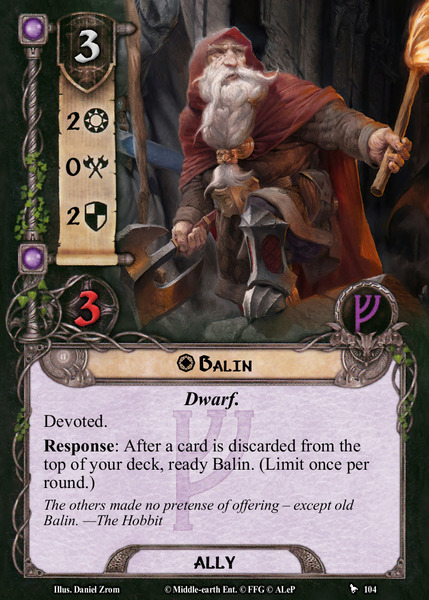 3
2
0
2
3
Balin
Dwarf.
Devoted.
Response: After a card is discarded from the
top of your deck, ready Balin. (Limit once per
round.)
The others made no pretense of offering – except old
Balin. —The Hobbit
ALLY
Illus. Daniel Zrom © Middle-earth Ent. © FFG © ALeP 104